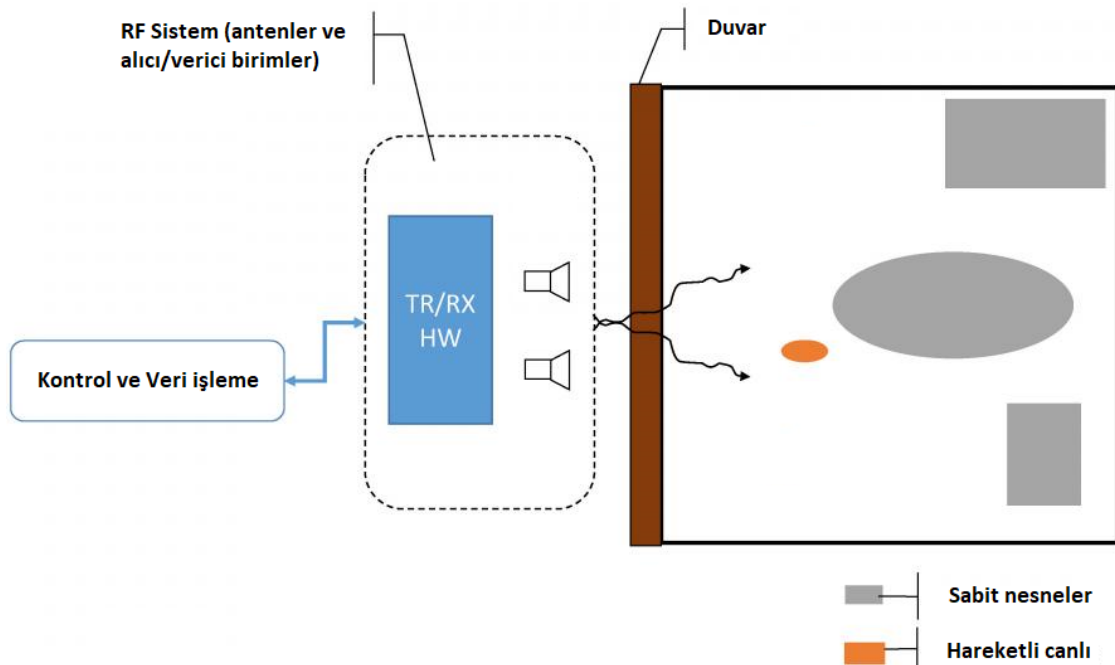 RF Sistem (antenler ve
alıcı/verici birimler)
Duvar
TR/RX
HW
Kontrol ve Veri işleme
Sabit nesneler
Hareketli canlı